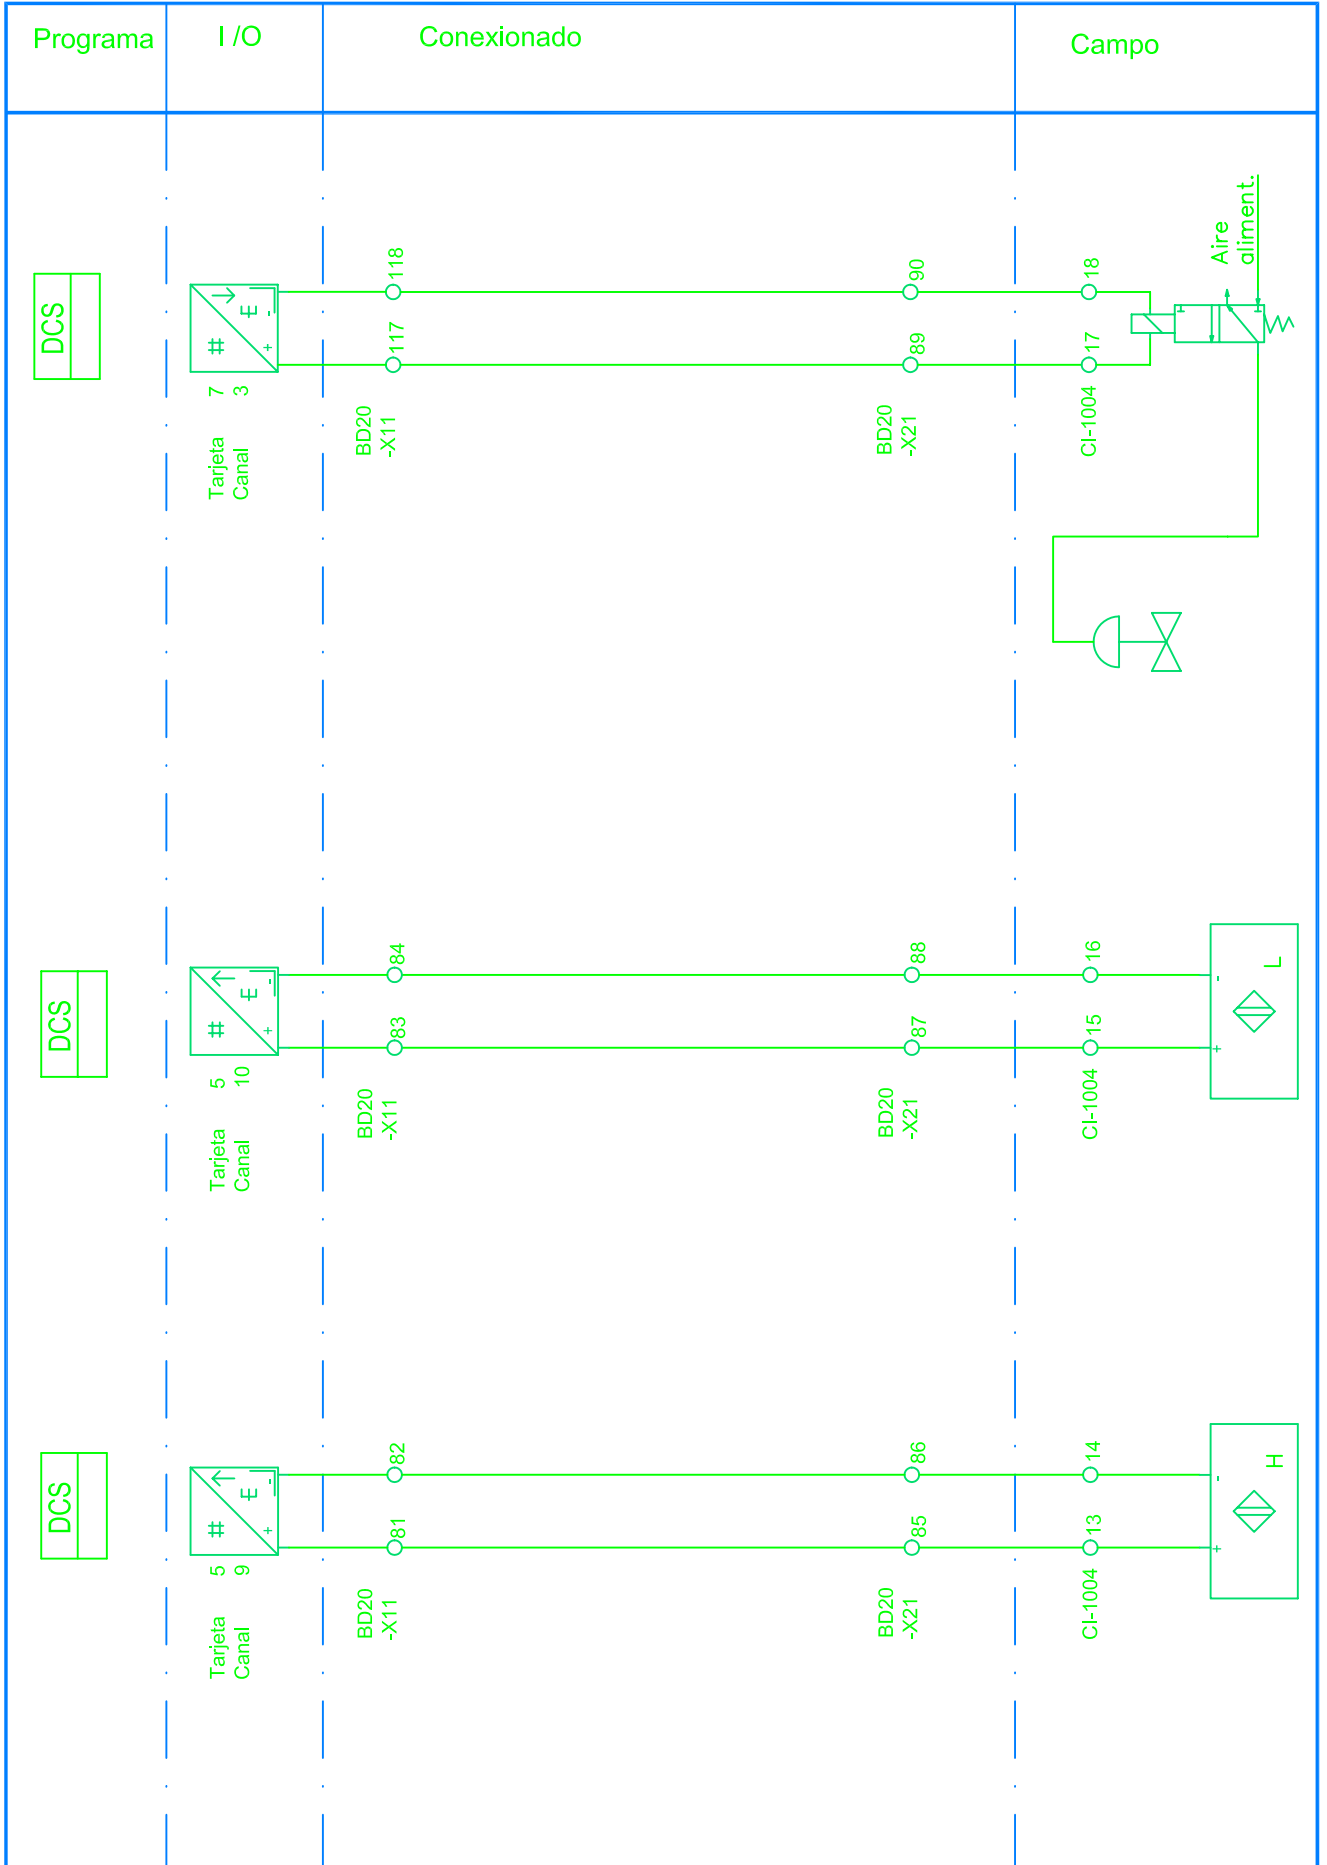 Programa
I /O
Conexionado
Campo
DCS
#
E
-
+
7
3
Tarjeta
Canal
118
117
BD20
-X11
90
89
BD20
-X21
18
17
CI-1004
Aire
aliment.
DCS
#
E
-
+
5
10
Tarjeta
Canal
84
83
BD20
-X11
88
87
BD20
-X21
16
15
CI-1004
-
+
L
DCS
#
E
-
+
5
9
Tarjeta
Canal
82
81
BD20
-X11
86
85
BD20
-X21
14
13
CI-1004
-
+
H